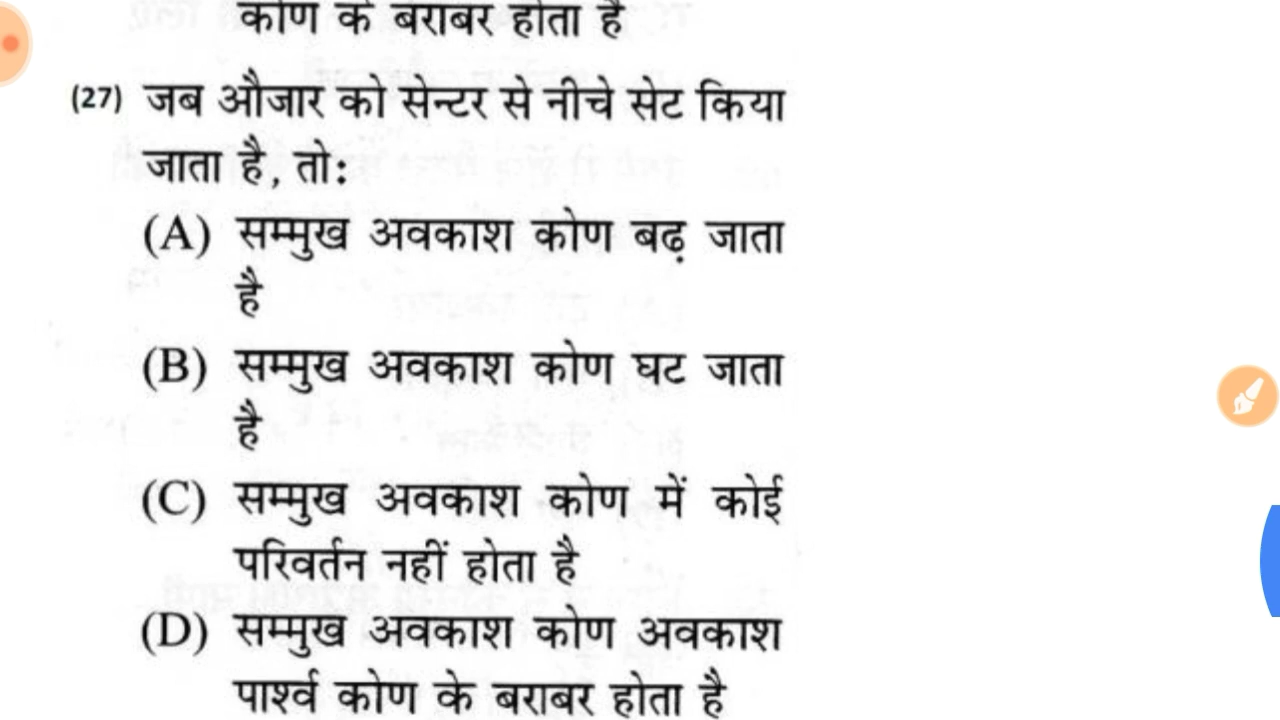 कोण के बराबर होता है
(27) जब औजार को सेन्टर से नीचे सेट किया
जाता है, तो:
(A) सम्मुख अवकाश कोण बढ़ जाता
है
(B) सम्मुख अवकाश कोण घट जाता
है
(C) सम्मुख अवकाश कोण में कोई
परिवर्तन नहीं होता है
(D) सम्मुख अवकाश कोण अवकाश
पार्श्व कोण के बराबर होता है